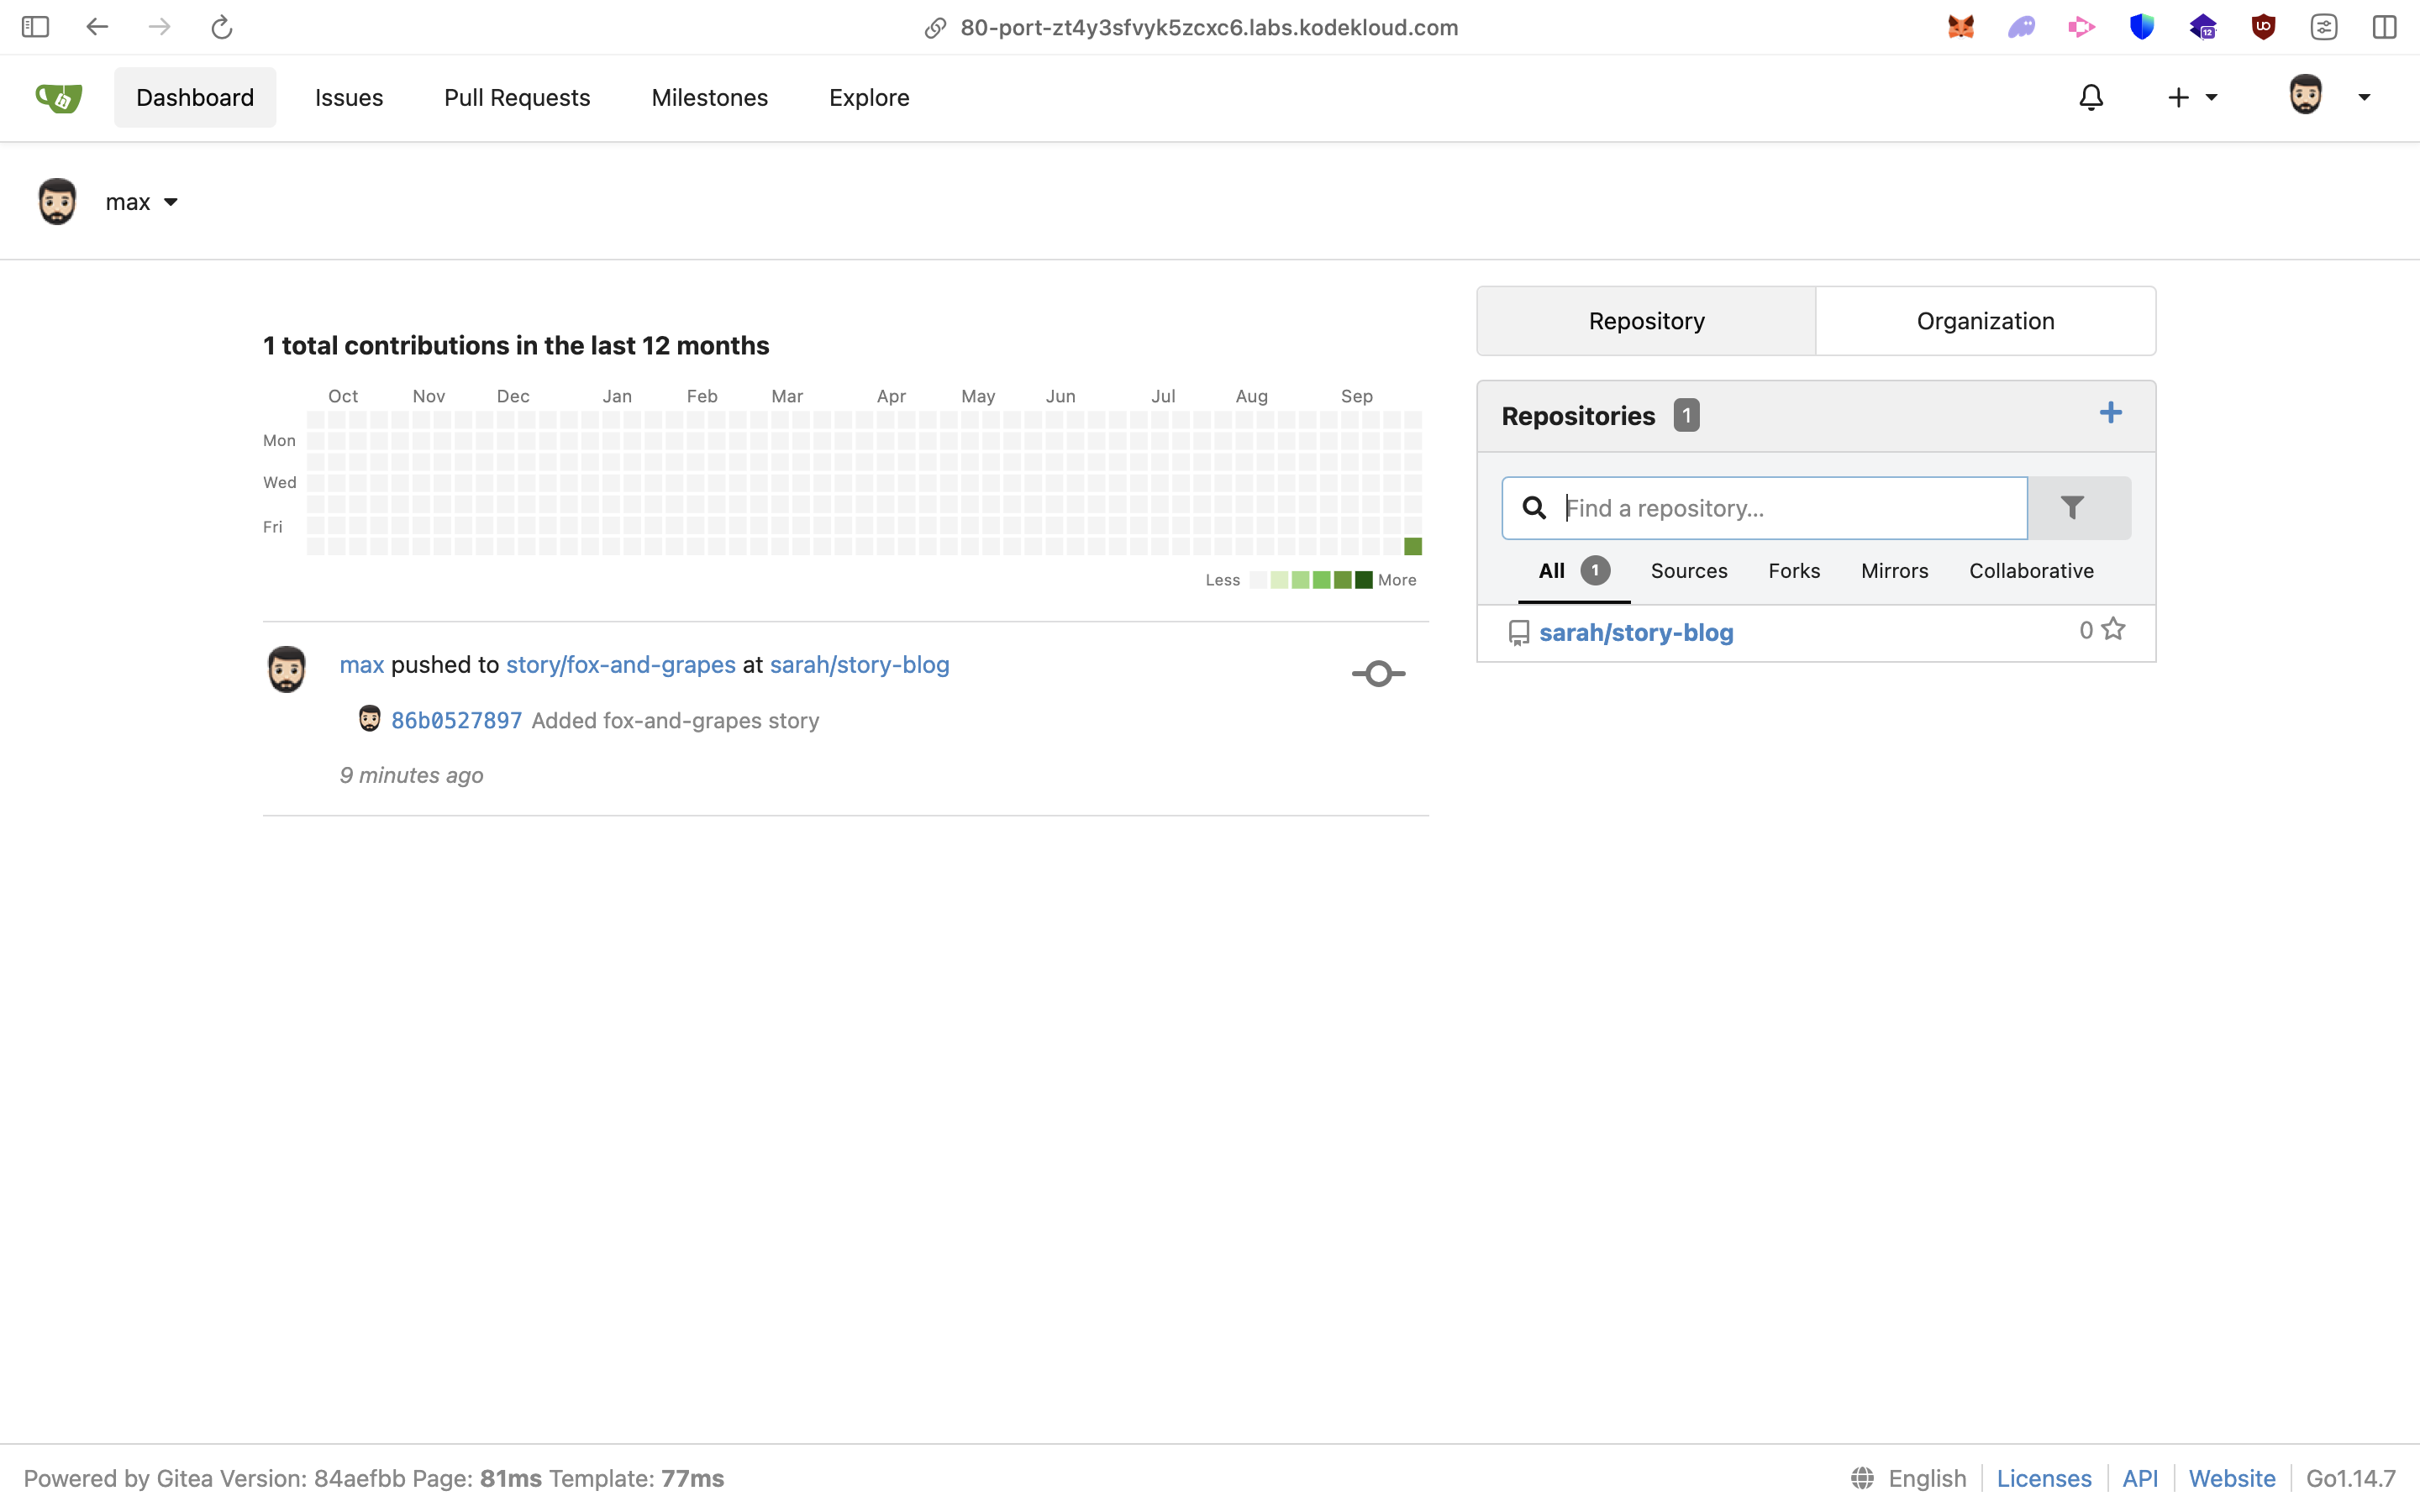 80-port-zt4y3sfvyk5zcxc6.labs.kodekloud.com
12
Dashboard Issues Pull Requests Milestones Explore
max
Repository Organization
1 total contributions in the last 12 months
Oct Nov Dec Jan Feb Mar Apr May Jun Jul Aug Sep
Mon
Wed
Fri
Less More
Repositories 1
Find a repository...
All 1 Sources Forks Mirrors Collaborative
sarah/story-blog 0
max pushed to story/fox-and-grapes at sarah/story-blog
86b0527897 Added fox-and-grapes story
9 minutes ago
Powered by Gitea Version: 84aefbb Page: 81ms Template: 77ms
English Licenses API Website Go1.14.7